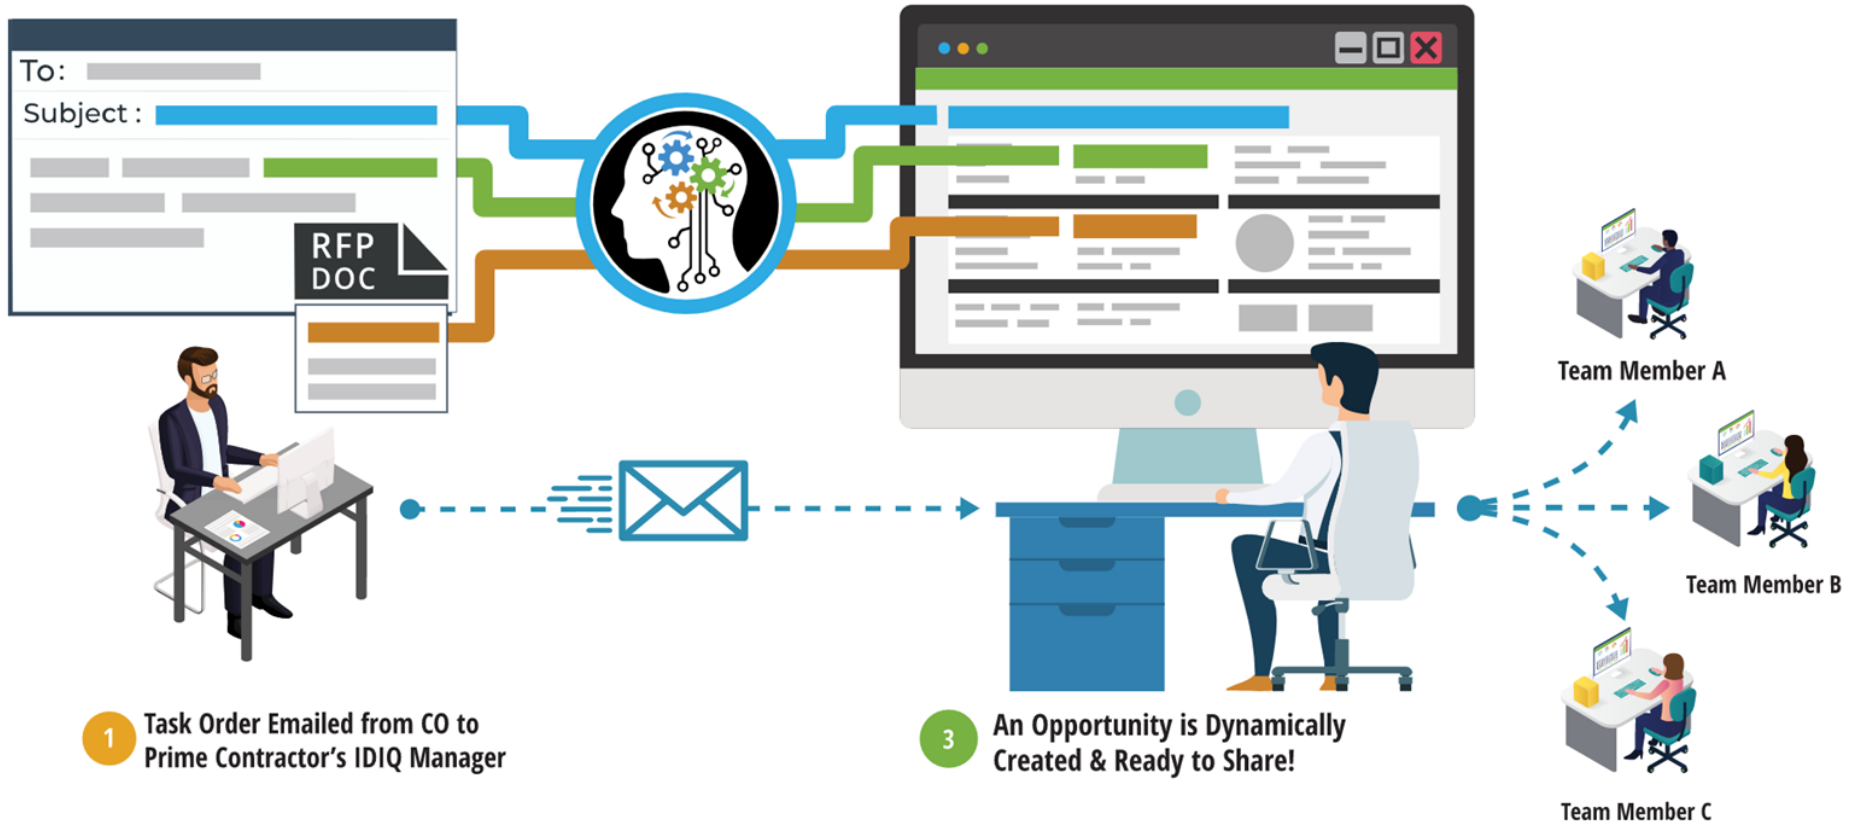 To:
Subject :
RFP
DOC
1
Task Order Emailed from CO to
Prime Contractor's IDIQ Manager
3
An Opportunity is Dynamically
Created & Ready to Share!
Team Member A
Team Member B
Team Member C